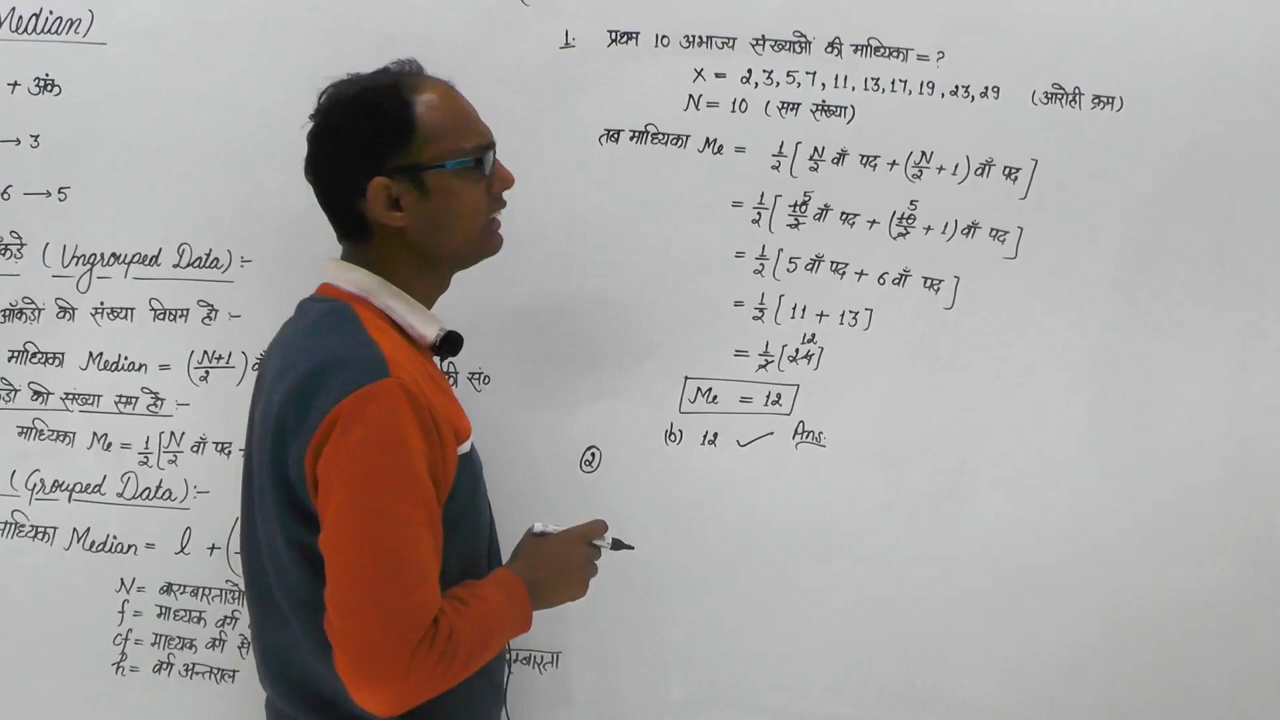 Median)
+ अंक
→ 3
6 → 5
(Ungrouped Data) :-
आँकड़ों की संख्या विषम हो :-
माध्यिका Median = (N+1/2)
की सं०
की संख्या सम हो :-
माध्यिका Me = 1/2 [N/2 वाँ पद
(Grouped Data) :-
माध्यिका Median = l + (
N = बारम्बारताओ
f = माध्यक वर्ग
cf = माध्यक वर्ग से
h = वर्ग अन्तराल
म्बारता
1. प्रथम 10 अभाज्य संख्याओं की माध्यिका = ?
X = 2, 3, 5, 7, 11, 13, 17, 19, 23, 29 (आरोही क्रम)
N = 10 (सम संख्या)
तब माध्यिका Me = 1/2 [N/2 वाँ पद + (N/2 + 1) वाँ पद]
= 1/2 [10/2 5 वाँ पद + (10/2 5 + 1) वाँ पद]
= 1/2 [5 वाँ पद + 6 वाँ पद]
= 1/2 [11 + 13]
= 1/2 [24] 12
Me = 12
(b) 12 ✓ Ans.
②